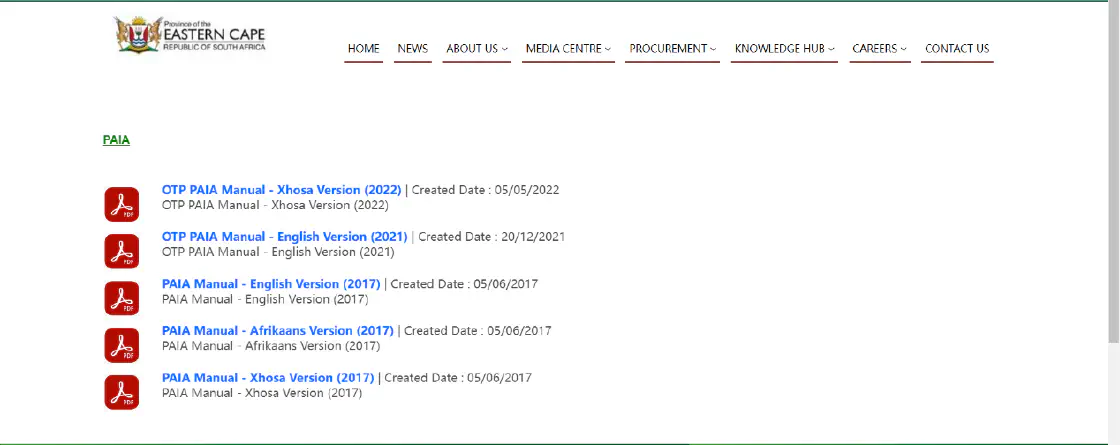 Province of the
EASTERN CAPE
REPUBLIC OF SOUTH AFRICA
HOME NEWS ABOUT US MEDIA CENTRE PROCUREMENT KNOWLEDGE HUB CAREERS CONTACT US
PAIA
OTP PAIA Manual - Xhosa Version (2022) | Created Date : 05/05/2022
OTP PAIA Manual - Xhosa Version (2022)
PDF
OTP PAIA Manual - English Version (2021) | Created Date : 20/12/2021
OTP PAIA Manual - English Version (2021)
PDF
PAIA Manual - English Version (2017) | Created Date : 05/06/2017
PAIA Manual - English Version (2017)
PDF
PAIA Manual - Afrikaans Version (2017) | Created Date : 05/06/2017
PAIA Manual - Afrikaans Version (2017)
PDF
PAIA Manual - Xhosa Version (2017) | Created Date : 05/06/2017
PAIA Manual - Xhosa Version (2017)
PDF